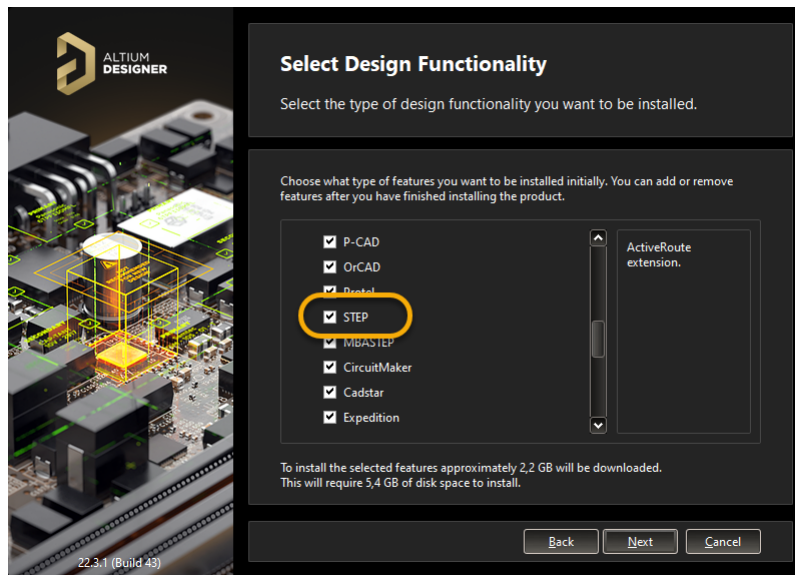 ALTIUM
DESIGNER
Select Design Functionality
Select the type of design functionality you want to be installed.
Choose what type of features you want to be installed initially. You can add or remove
features after you have finished installing the product.
P-CAD
OrCAD
Protel
STEP
MBASTEP
CircuitMaker
Cadstar
Expedition
ActiveRoute
extension.
To install the selected features approximately 2,2 GB will be downloaded.
This will require 5,4 GB of disk space to install.
Back
Next
Cancel
22.3.1 (Build 43)